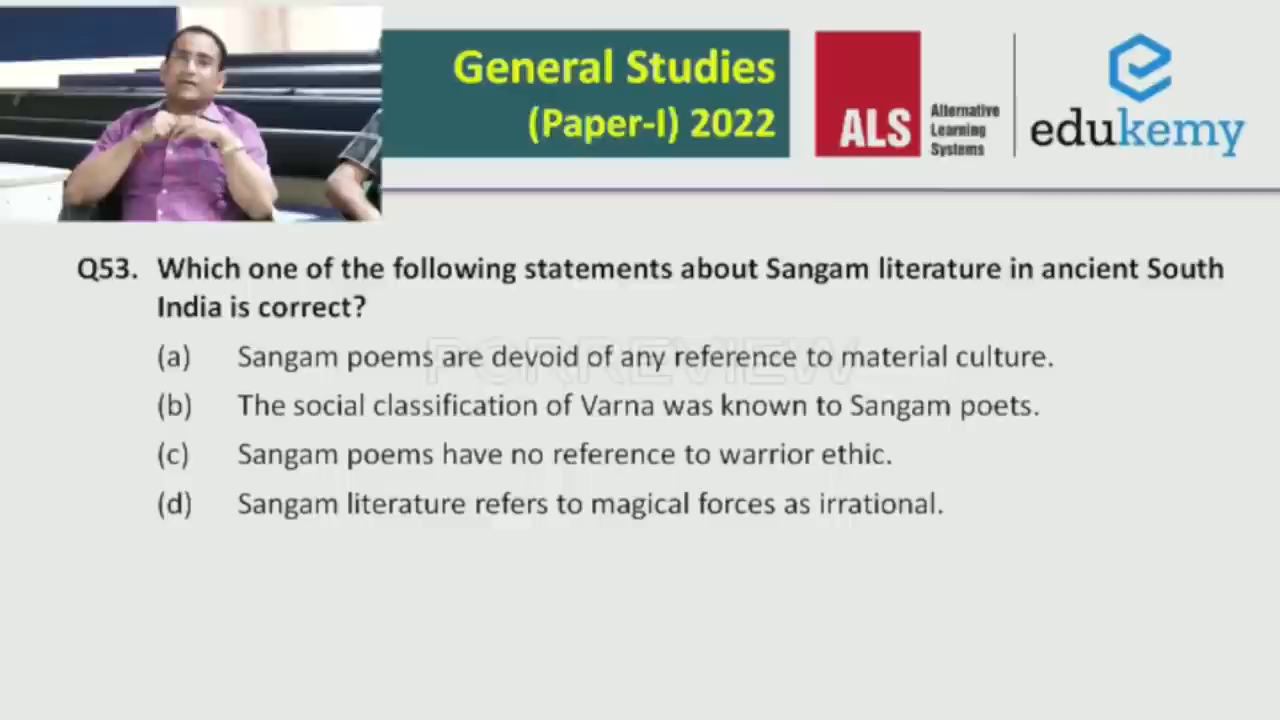 General Studies
(Paper-I) 2022
ALS
Alternative
Learning
Systems
edukemy
Q53. Which one of the following statements about Sangam literature in ancient South
India is correct?
(a) Sangam poems are devoid of any reference to material culture.
(b) The social classification of Varna was known to Sangam poets.
(c) Sangam poems have no reference to warrior ethic.
(d) Sangam literature refers to magical forces as irrational.